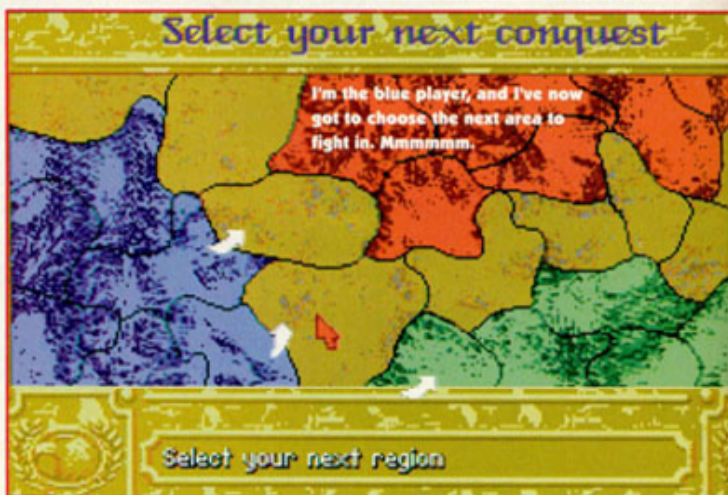 Select your next conquest
I'm the blue player, and I've now
got to choose the next area to
fight in. Mmmmmm.
Select your next region